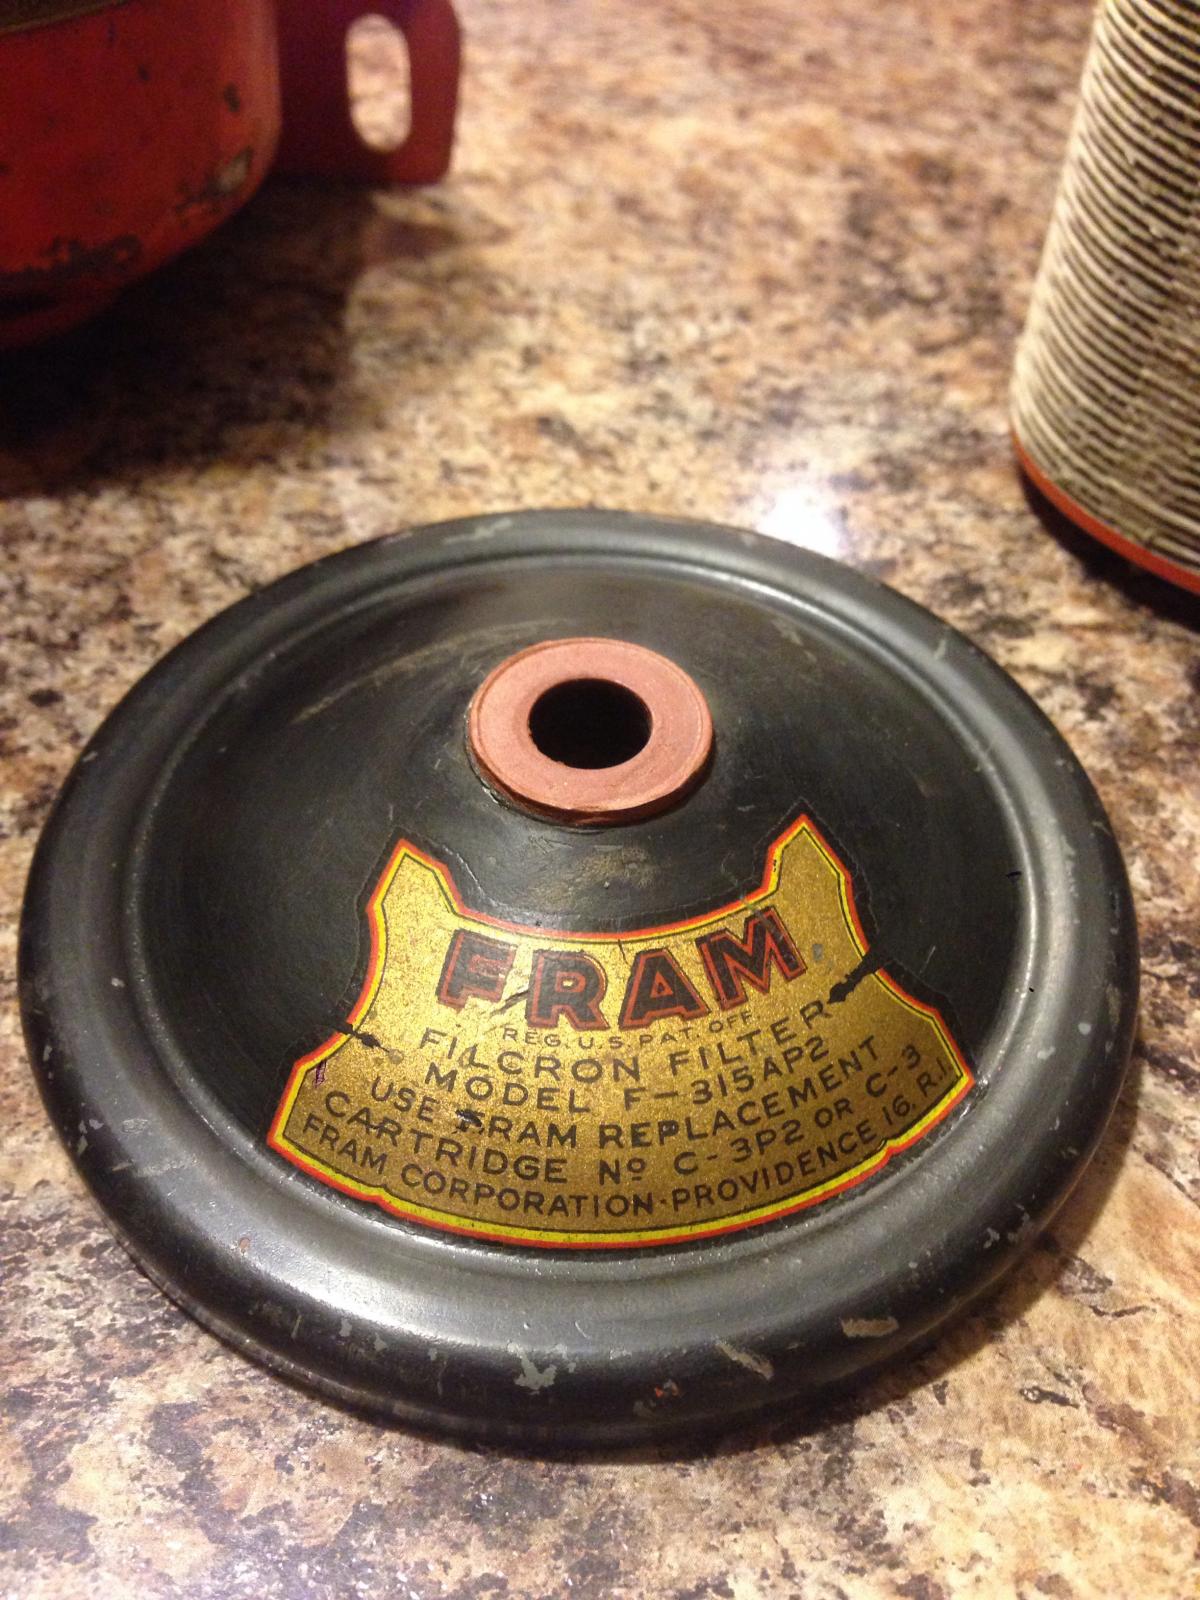 FRAM
REG. U.S. PAT. OFF.
FILCRON FILTER
MODEL F-315AP2
USE FRAM REPLACEMENT
CARTRIDGE Nº C-3P2 OR C-3
FRAM CORPORATION-PROVIDENCE 16, R.I.